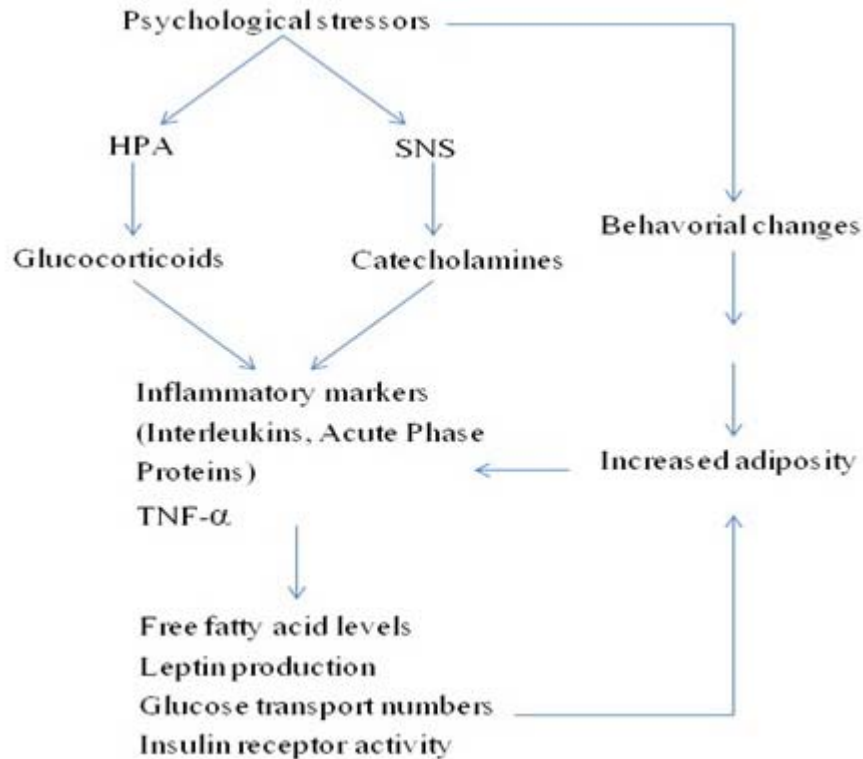 Psychological stressors
HPA
SNS
Behavorial changes
Glucocorticoids
Catecholamines
Inflammatory markers
(Interleukins, Acute Phase
Proteins)
TNF-α
Increased adiposity
Free fatty acid levels
Leptin production
Glucose transport numbers
Insulin receptor activity